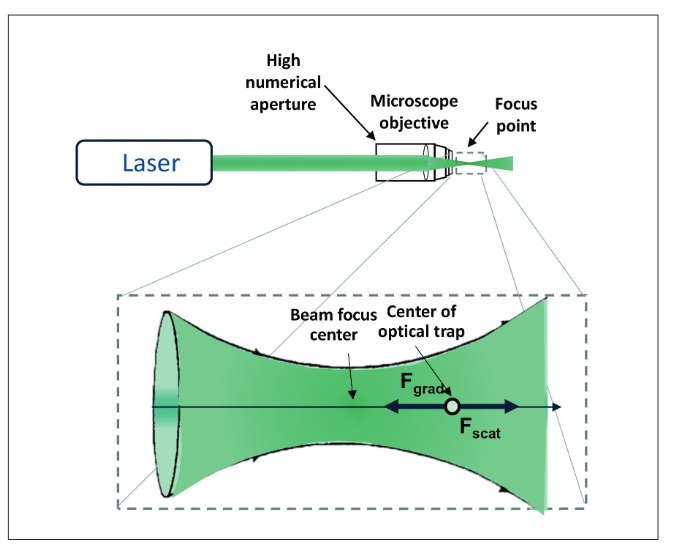 High
numerical
aperture
Microscope
objective
Focus
point
Laser
Beam focus
center
Center of
optical trap
Fgrad
Fscat